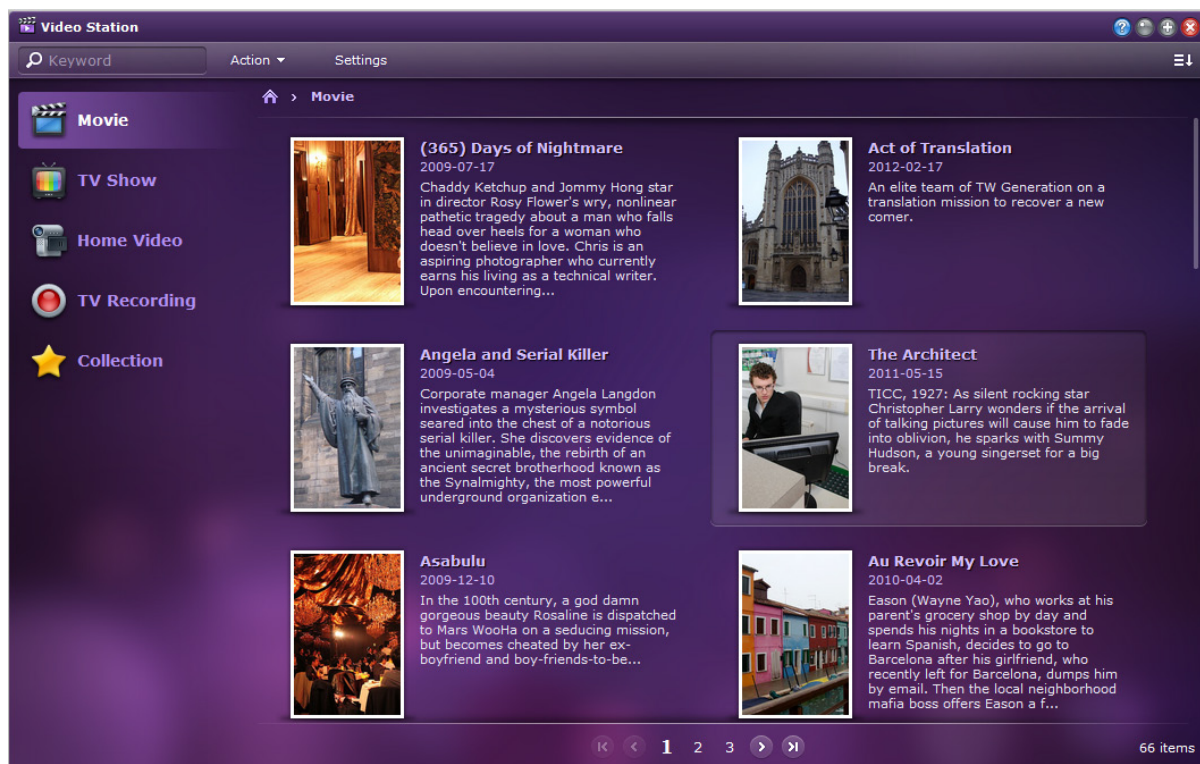 Video Station
Keyword
Action
Settings
Movie
TV Show
Home Video
TV Recording
Collection
› Movie
(365) Days of Nightmare
2009-07-17
Chaddy Ketchup and Jommy Hong star
in director Rosy Flower's wry, nonlinear
pathetic tragedy about a man who falls
head over heels for a woman who
doesn't believe in love. Chris is an
aspiring photographer who currently
earns his living as a technical writer.
Upon encountering...
Act of Translation
2012-02-17
An elite team of TW Generation on a
translation mission to recover a new
comer.
Angela and Serial Killer
2009-05-04
Corporate manager Angela Langdon
investigates a mysterious symbol
seared into the chest of a notorious
serial killer. She discovers evidence of
the unimaginable, the rebirth of an
ancient secret brotherhood known as
the Synalmighty, the most powerful
underground organization e...
The Architect
2011-05-15
TICC, 1927: As silent rocking star
Christopher Larry wonders if the arrival
of talking pictures will cause him to fade
into oblivion, he sparks with Summy
Hudson, a young singerset for a big
break.
Asabulu
2009-12-10
In the 100th century, a god damn
gorgeous beauty Rosaline is dispatched
to Mars WooHa on a seducing mission,
but becomes cheated by her ex-
boyfriend and boy-friends-to-be...
Au Revoir My Love
2010-04-02
Eason (Wayne Yao), who works at his
parent's grocery shop by day and
spends his nights in a bookstore to
learn Spanish, decides to go to
Barcelona after his girlfriend, who
recently left for Barcelona, dumps him
by email. Then the local neighborhood
mafia boss offers Eason a f...
1 2 3
66 items